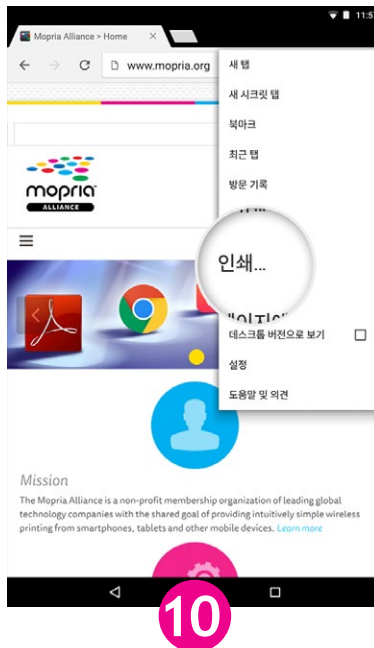 11:5
Mopria Alliance > Home
www.mopria.org
새 탭
새 시크릿 탭
북마크
최근 탭
방문 기록
인쇄...
데스크톱 버전으로 보기
설정
도움말 및 의견
mopria
ALLIANCE
Mission
The Mopria Alliance is a non-profit membership organization of leading global
technology companies with the shared goal of providing intuitively simple wireless
printing from smartphones, tablets and other mobile devices. Learn more
10